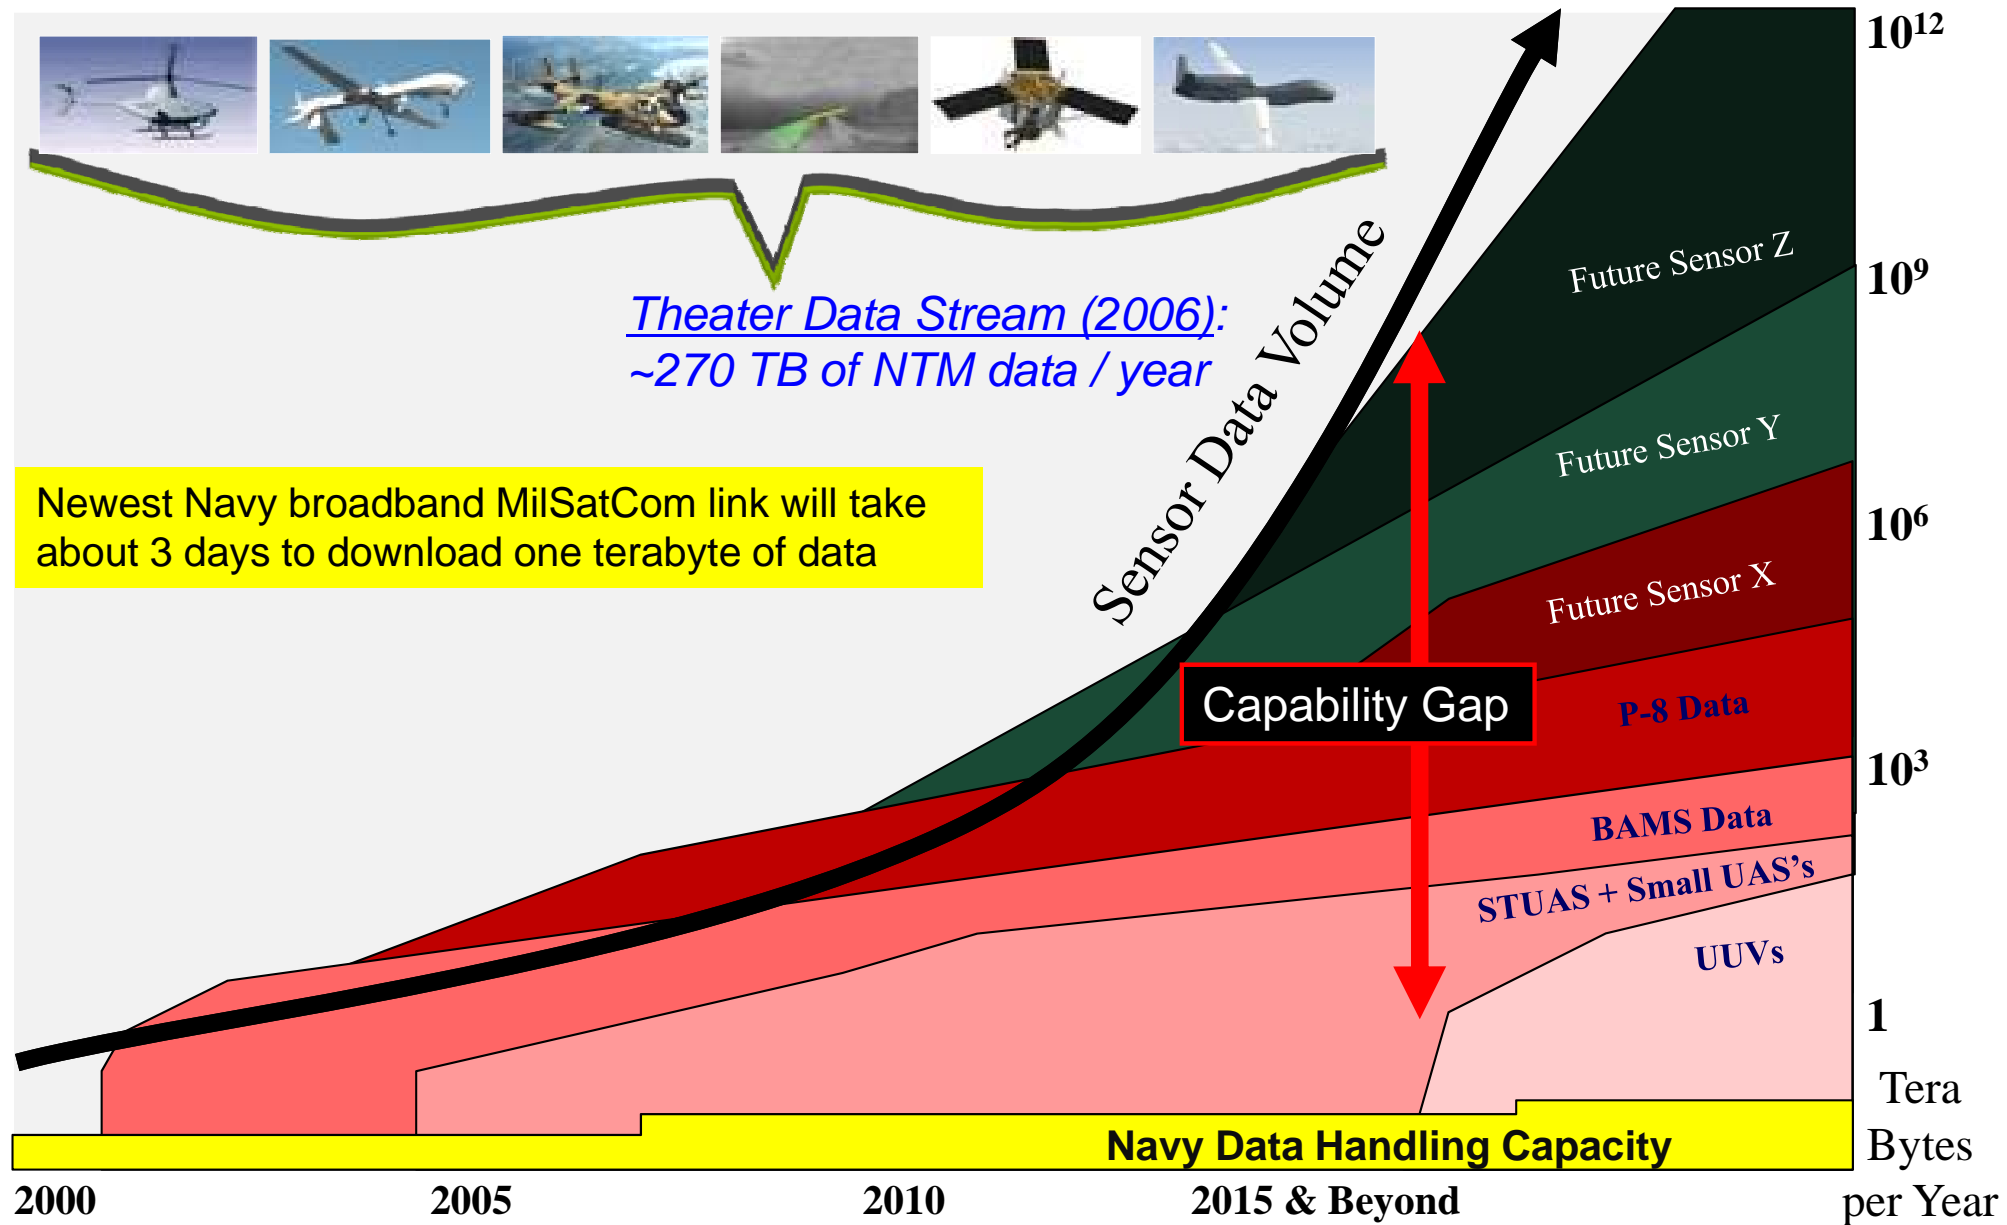 10¹²
Future Sensor Z
10⁹
Sensor Data Volume
Theater Data Stream (2006):
~270 TB of NTM data / year
Future Sensor Y
Newest Navy broadband MilSatCom link will take
about 3 days to download one terabyte of data
10⁶
Future Sensor X
Capability Gap
P-8 Data
10³
BAMS Data
STUAS + Small UAS’s
UUVs
1
Tera
Bytes
per Year
Navy Data Handling Capacity
2000 2005 2010 2015 & Beyond